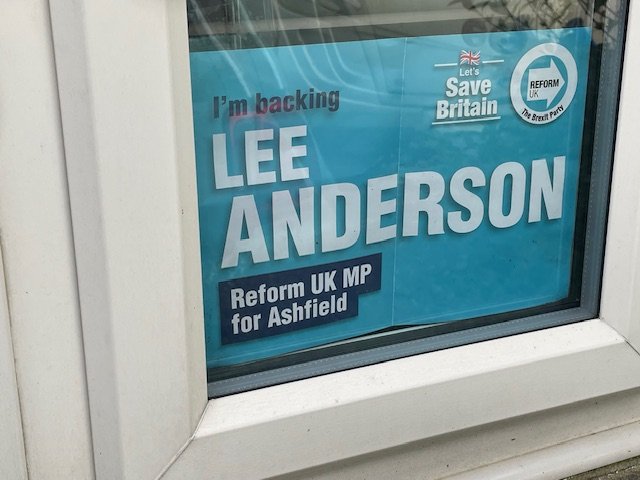 Let's
Save
Britain
REFORM
UK
The Brexit Party
I'm backing
LEE
ANDERSON
Reform UK MP
for Ashfield